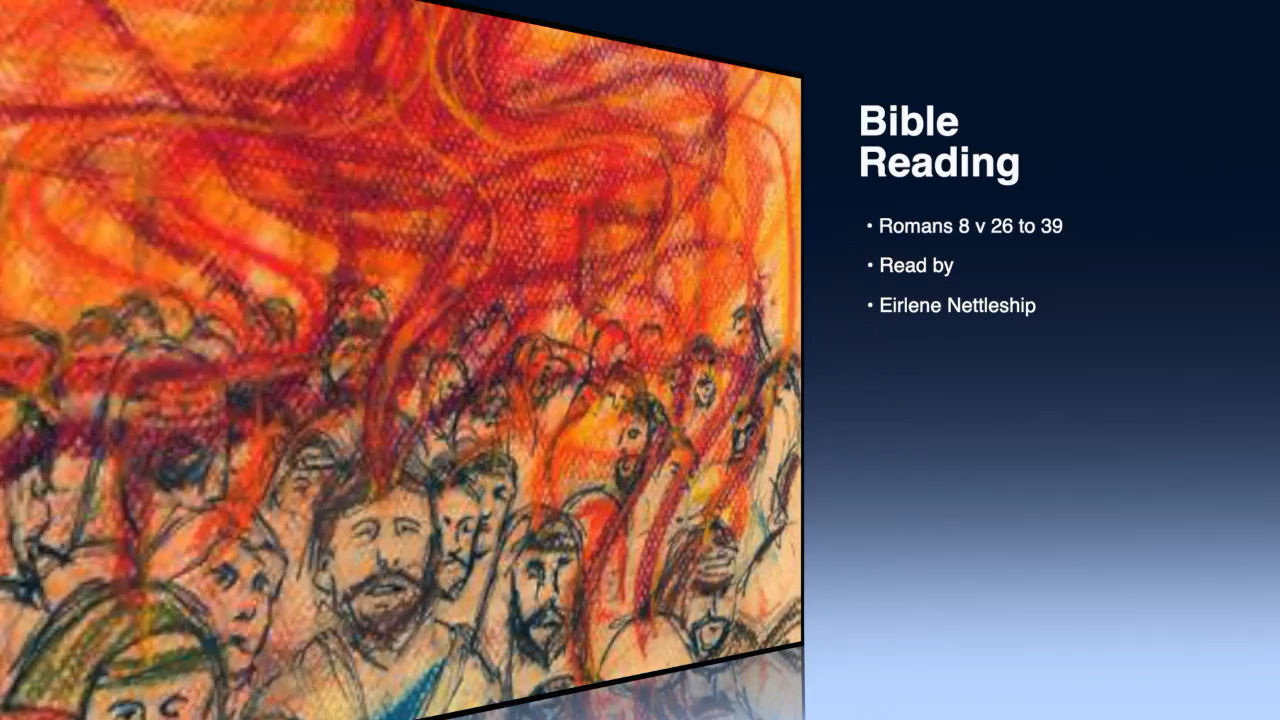 Bible
Reading
• Romans 8 v 26 to 39
• Read by
• Eirlene Nettleship